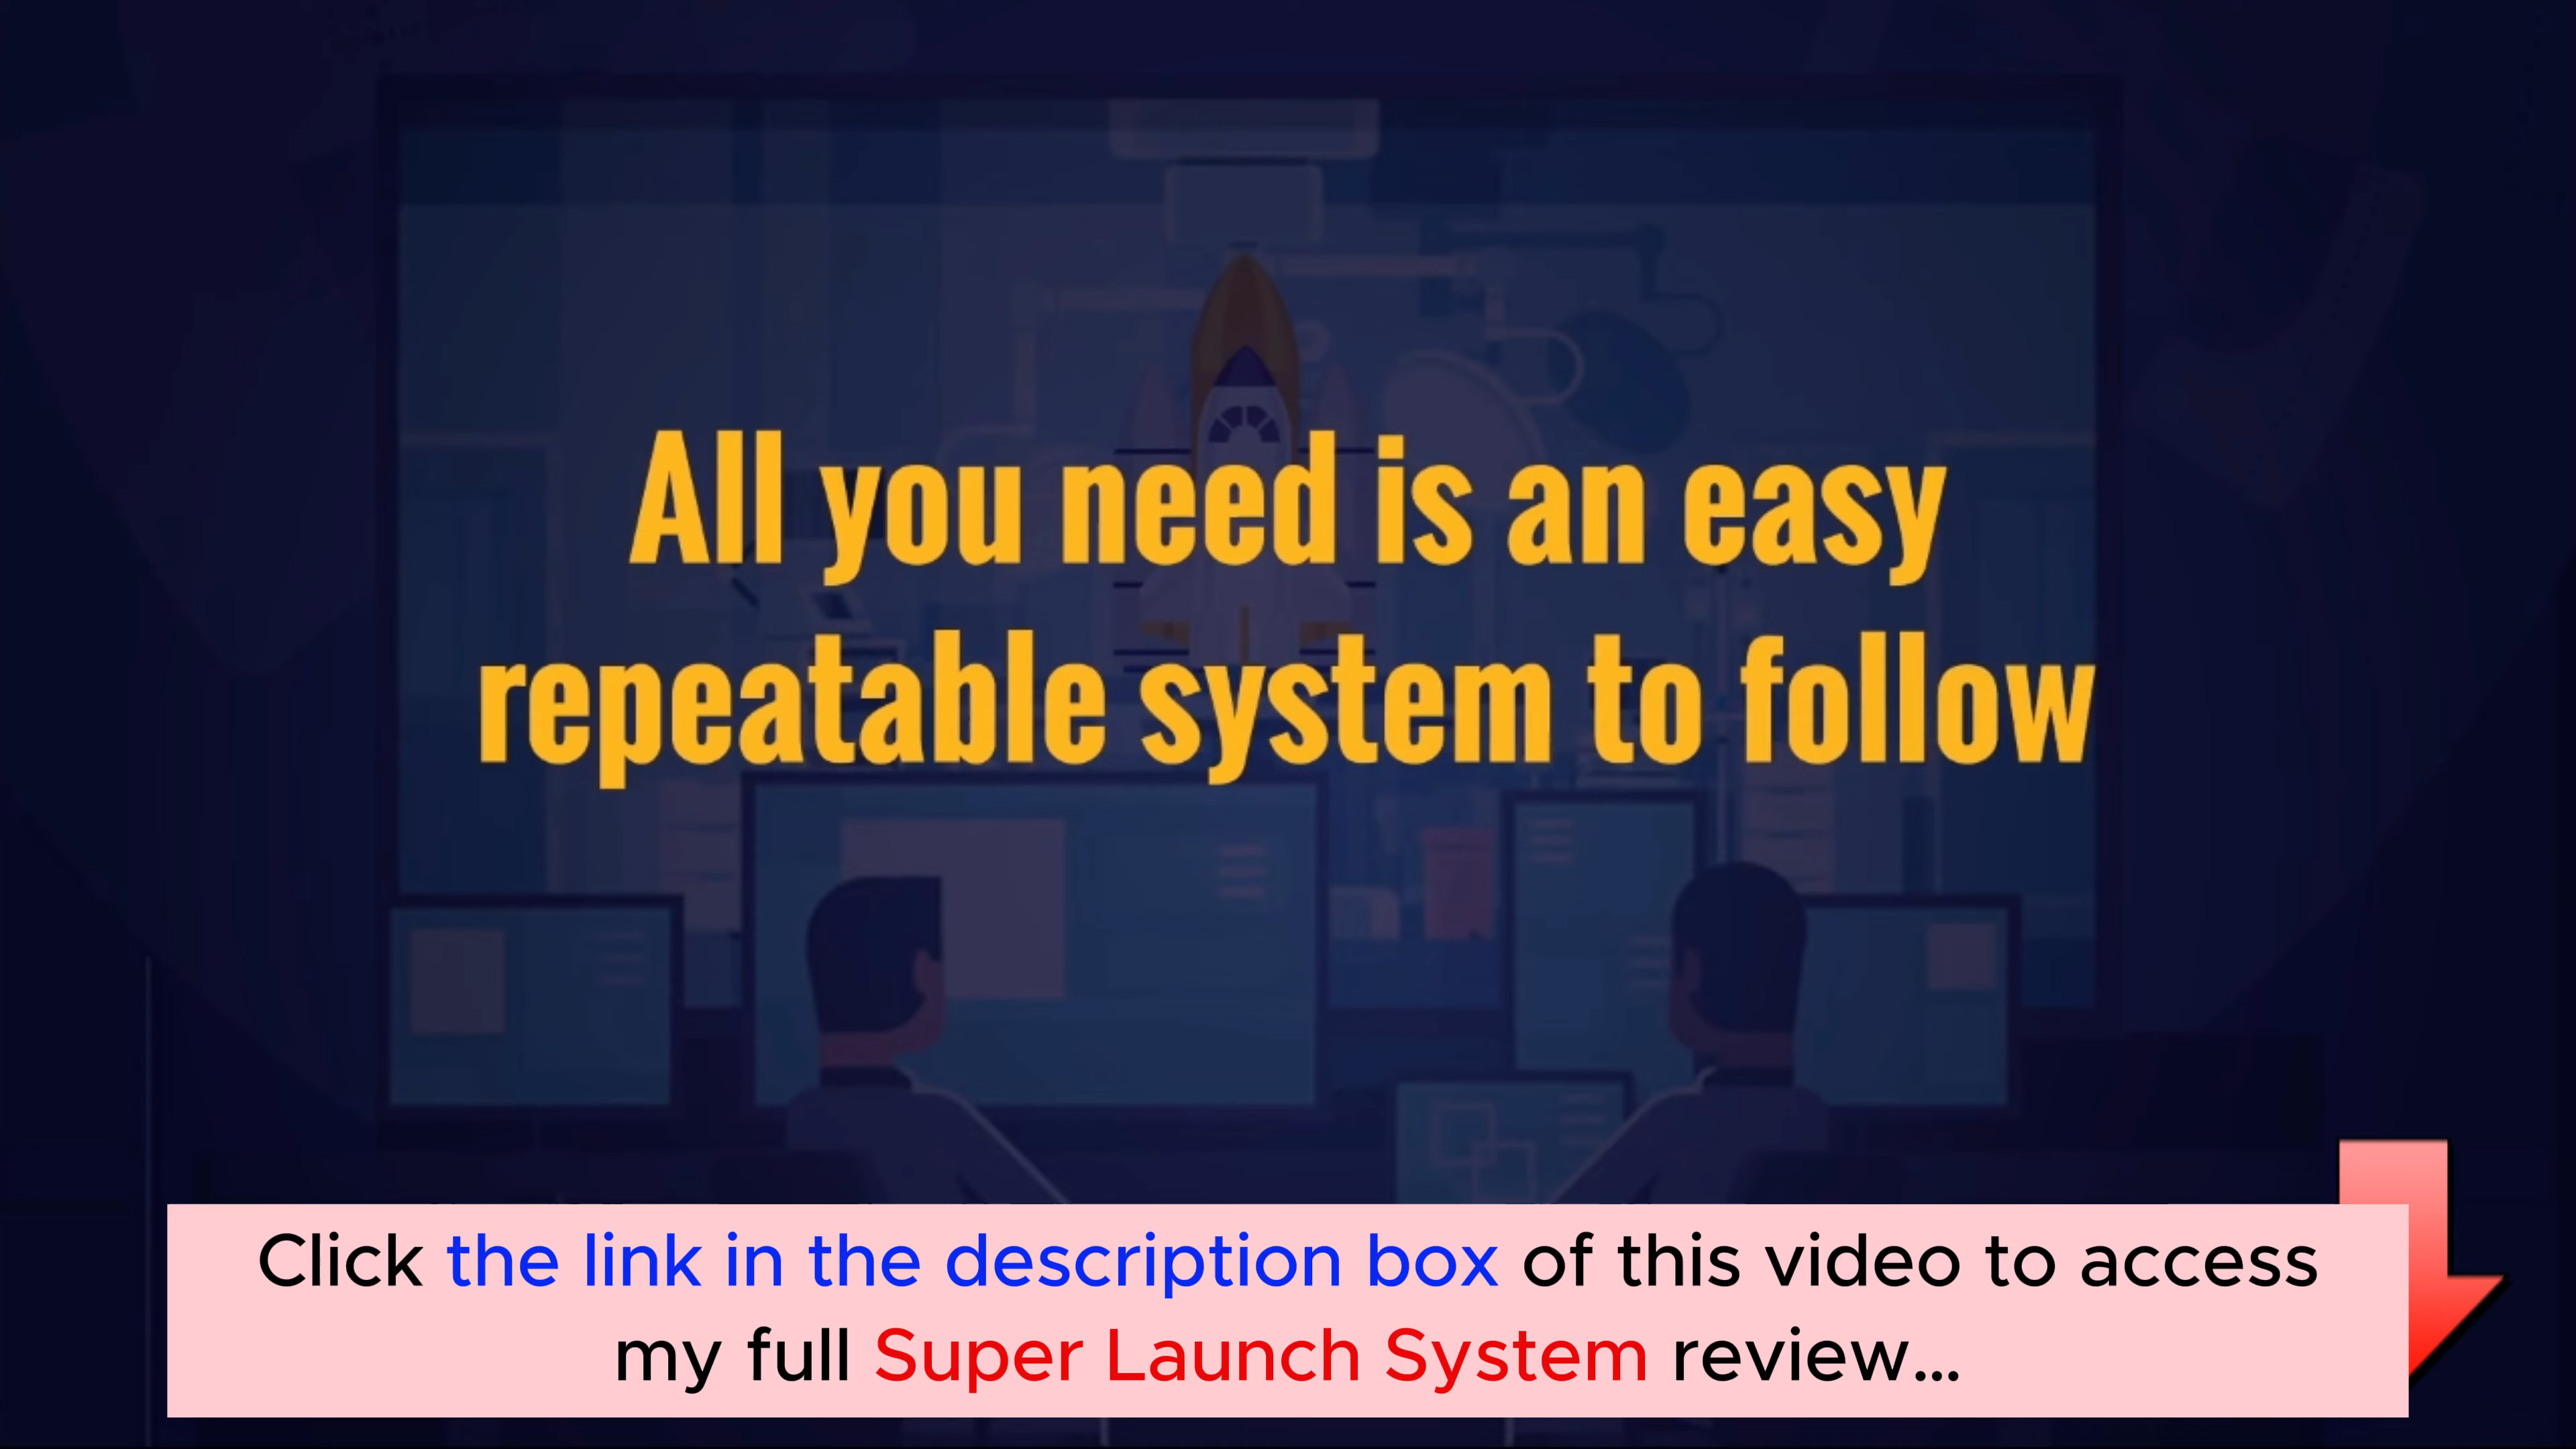 All you need is an easy
repeatable system to follow
Click the link in the description box of this video to access
my full Super Launch System review...